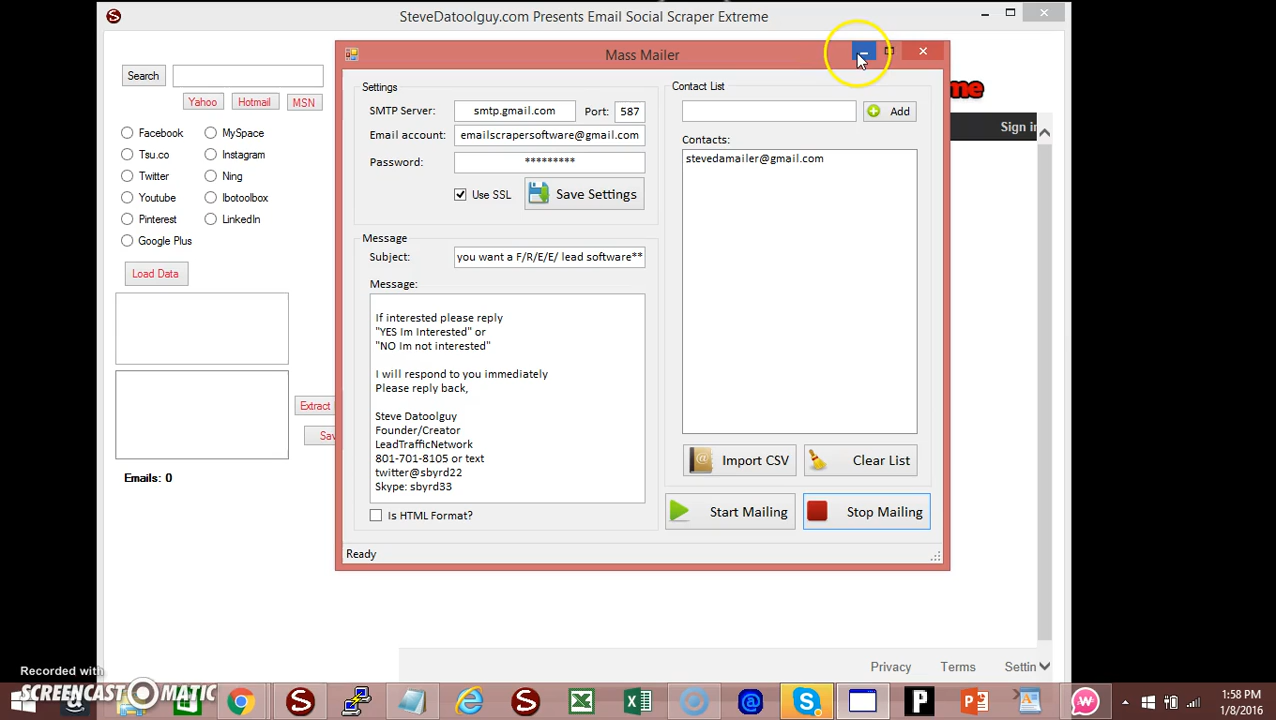 SteveDatoolguy.com Presents Email Social Scraper Extreme
Mass Mailer
Search
Yahoo
Hotmail
MSN
Facebook
MySpace
Tsu.co
Instagram
Twitter
Ning
Youtube
Ibotoolbox
Pinterest
LinkedIn
Google Plus
Load Data
Extract
Sav
Emails: 0
Settings
SMTP Server: smtp.gmail.com Port: 587
Email account: emailscrapersoftware@gmail.com
Password: *********
Use SSL
Save Settings
Message
Subject: you want a F/R/E/E/ lead software**
Message:
If interested please reply
"YES Im Interested" or
"NO Im not interested"
I will respond to you immediately
Please reply back,
Steve Datoolguy
Founder/Creator
LeadTrafficNetwork
801-701-8105 or text
twitter@sbyrd22
Skype: sbyrd33
Is HTML Format?
Ready
Contact List
Add
Contacts:
stevedamailer@gmail.com
Import CSV
Clear List
Start Mailing
Stop Mailing
me
Sign in
Privacy
Terms
Settin
Recorded with
SCREENCAST-O-MATIC
1:58 PM
1/8/2016